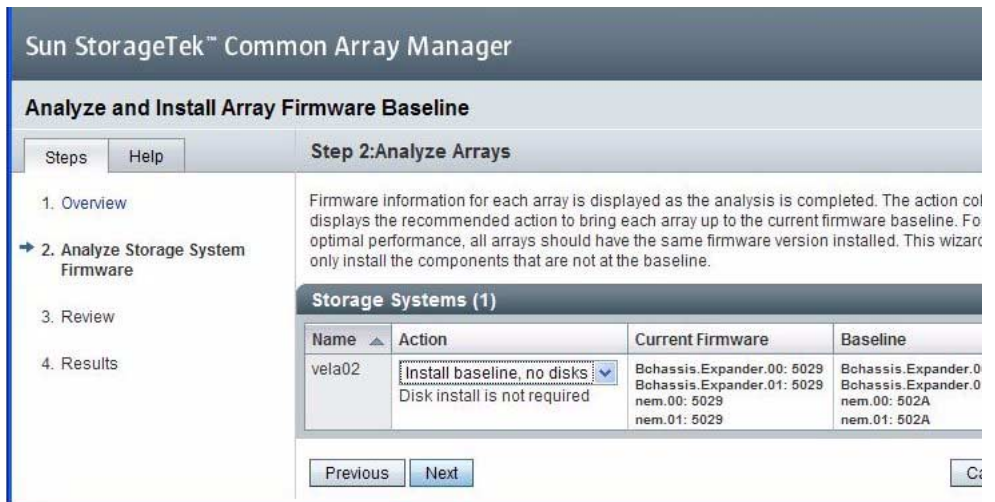 Sun StorageTek™ Common Array Manager
Analyze and Install Array Firmware Baseline
Steps
Help
1. Overview
2. Analyze Storage System
Firmware
3. Review
4. Results
Step 2:Analyze Arrays
Firmware information for each array is displayed as the analysis is completed. The action
displays the recommended action to bring each array up to the current firmware baseline.
optimal performance, all arrays should have the same firmware version installed. This
only install the components that are not at the baseline.
Storage Systems (1)
Name Action Current Firmware Baseline
vela02
Install baseline, no disks
Disk install is not required
Bchassis.Expander.00: 5029
Bchassis.Expander.01: 5029
nem.00: 5029
nem.01: 5029
nem.00: 502A
nem.01: 502A
Previous
Next